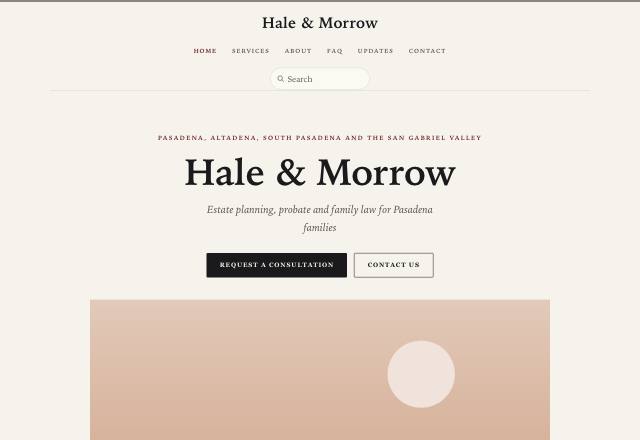 Hale & Morrow
HOME SERVICES ABOUT FAQ UPDATES CONTACT
Search
PASADENA, ALTADENA, SOUTH PASADENA AND THE SAN GABRIEL VALLEY
Hale & Morrow
Estate planning, probate and family law for Pasadena
families
REQUEST A CONSULTATION CONTACT US